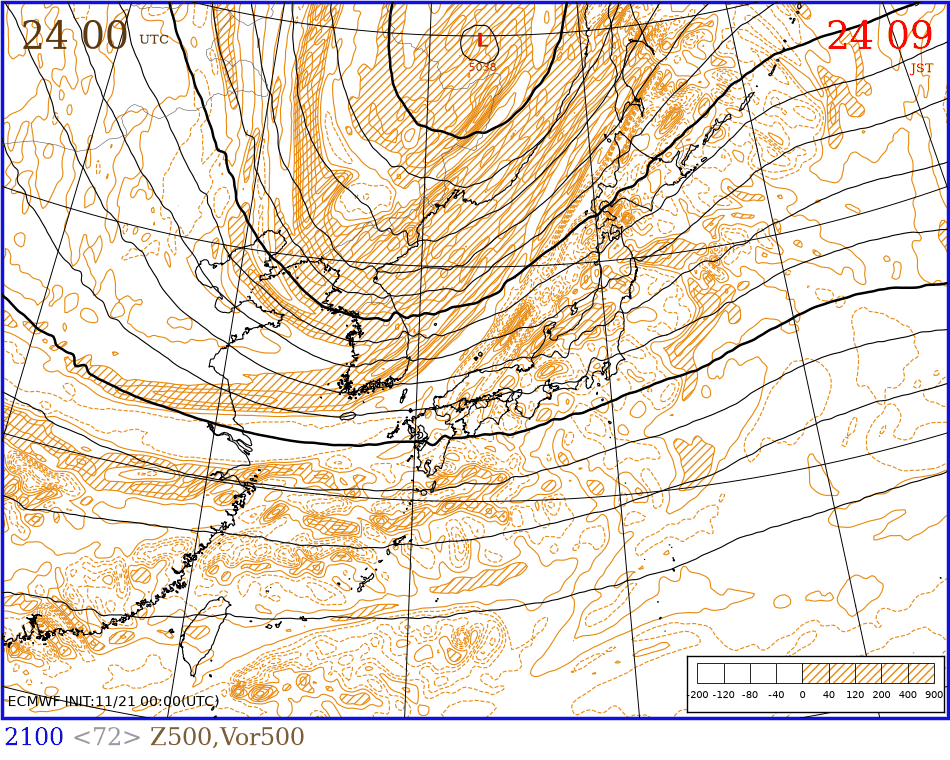 24 00 UTC
24 09
JST
L
5038
-200 -120 -80 -40 0 40 120 200 400 900
ECMWF INIT:11/21 00:00(UTC)
2100 <72> Z500,Vor500